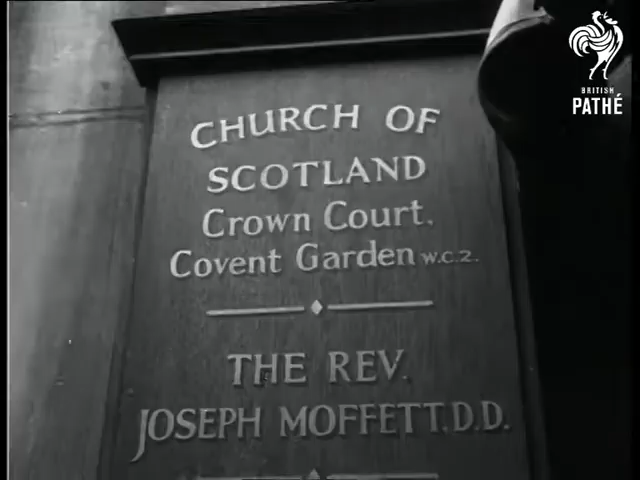 BRITISH
PATHÉ
CHURCH OF
SCOTLAND
Crown Court.
Covent Garden W.C.2.
THE REV.
JOSEPH MOFFETT. D.D.